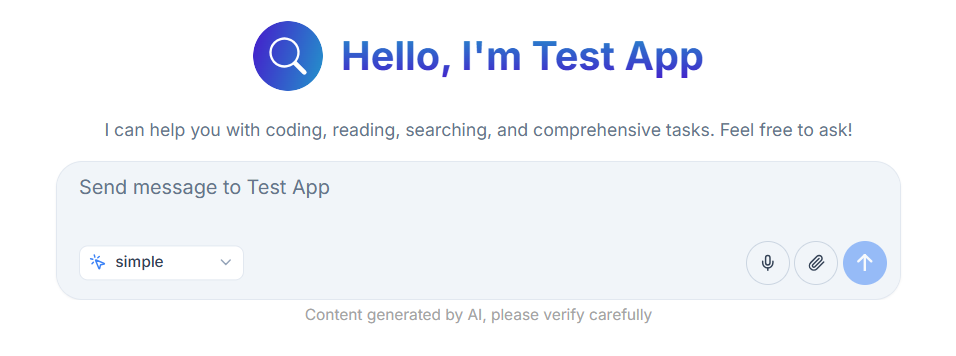 Hello, I'm Test App
I can help you with coding, reading, searching, and comprehensive tasks. Feel free to ask!
Send message to Test App
simple
Content generated by AI, please verify carefully